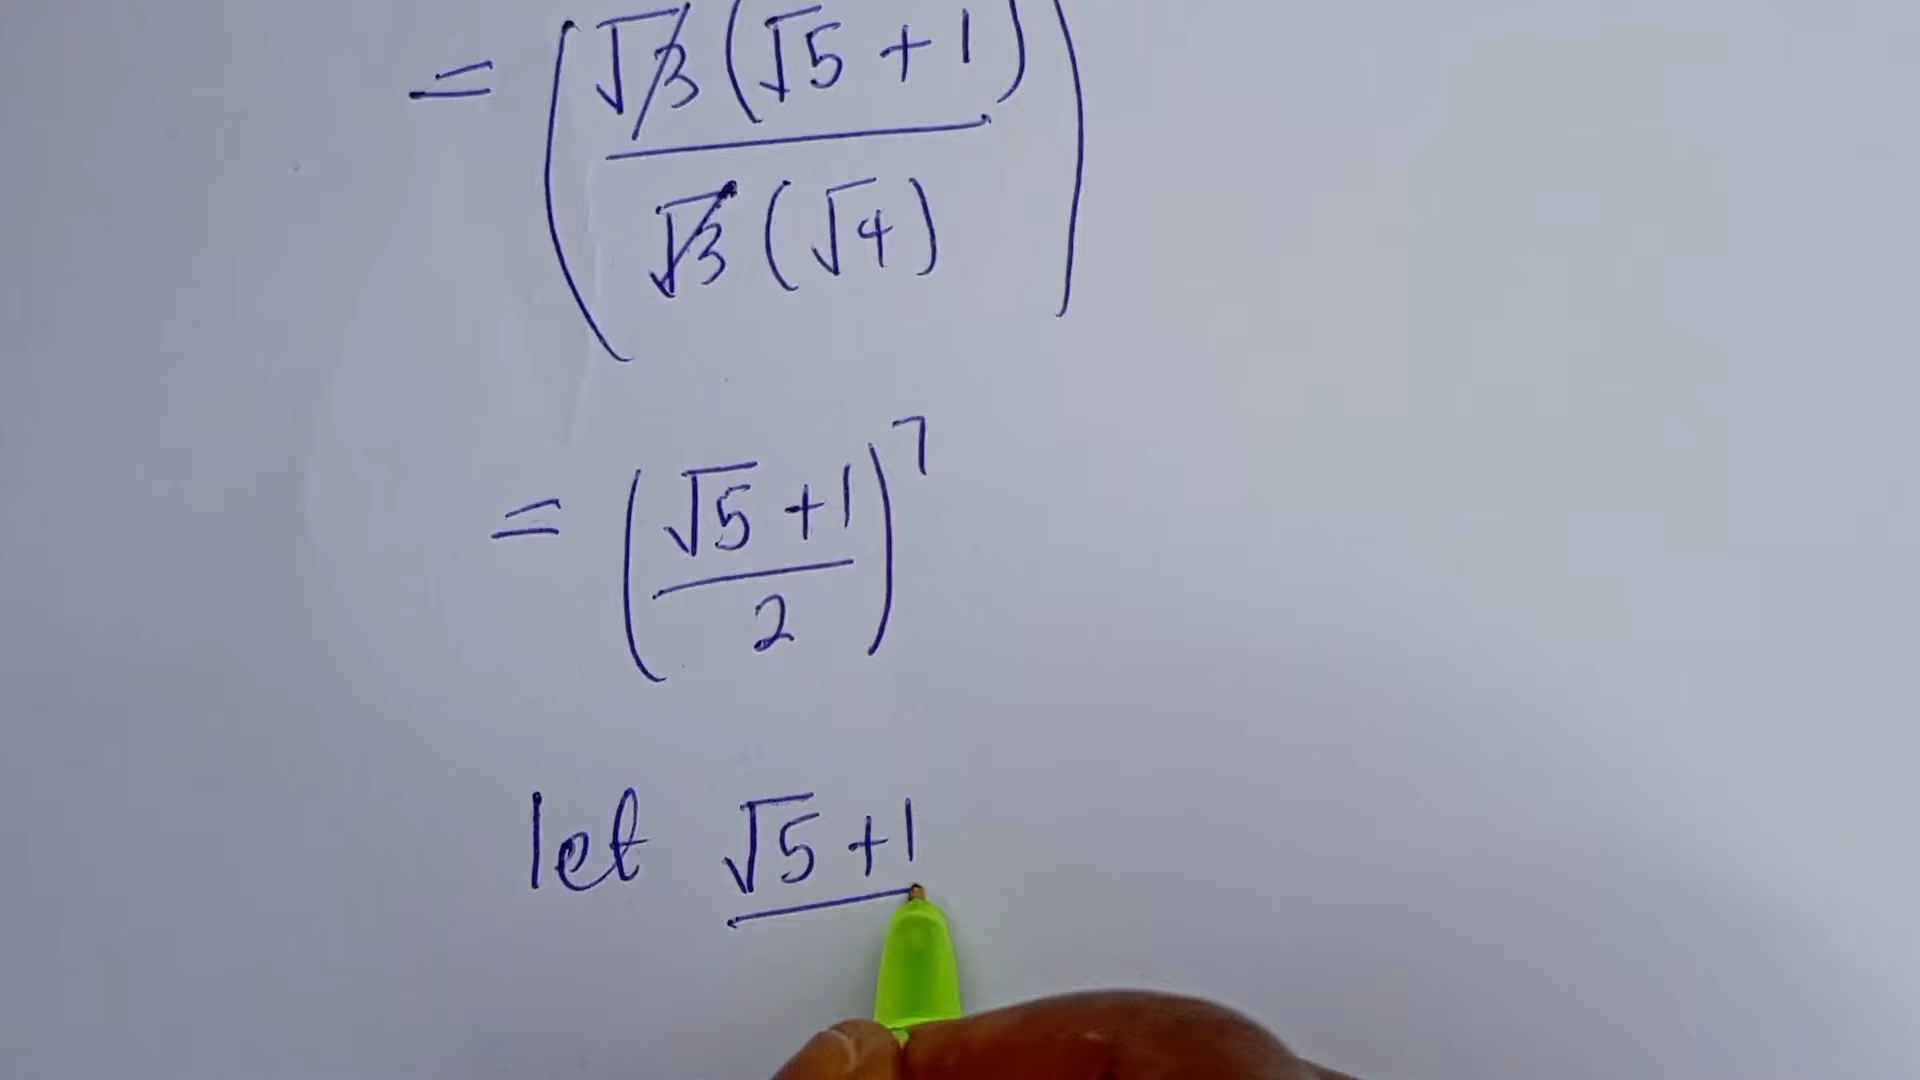 = (√3(√5 + 1) / √3(√4))
= (√5 + 1 / 2)^7
let √5 + 1